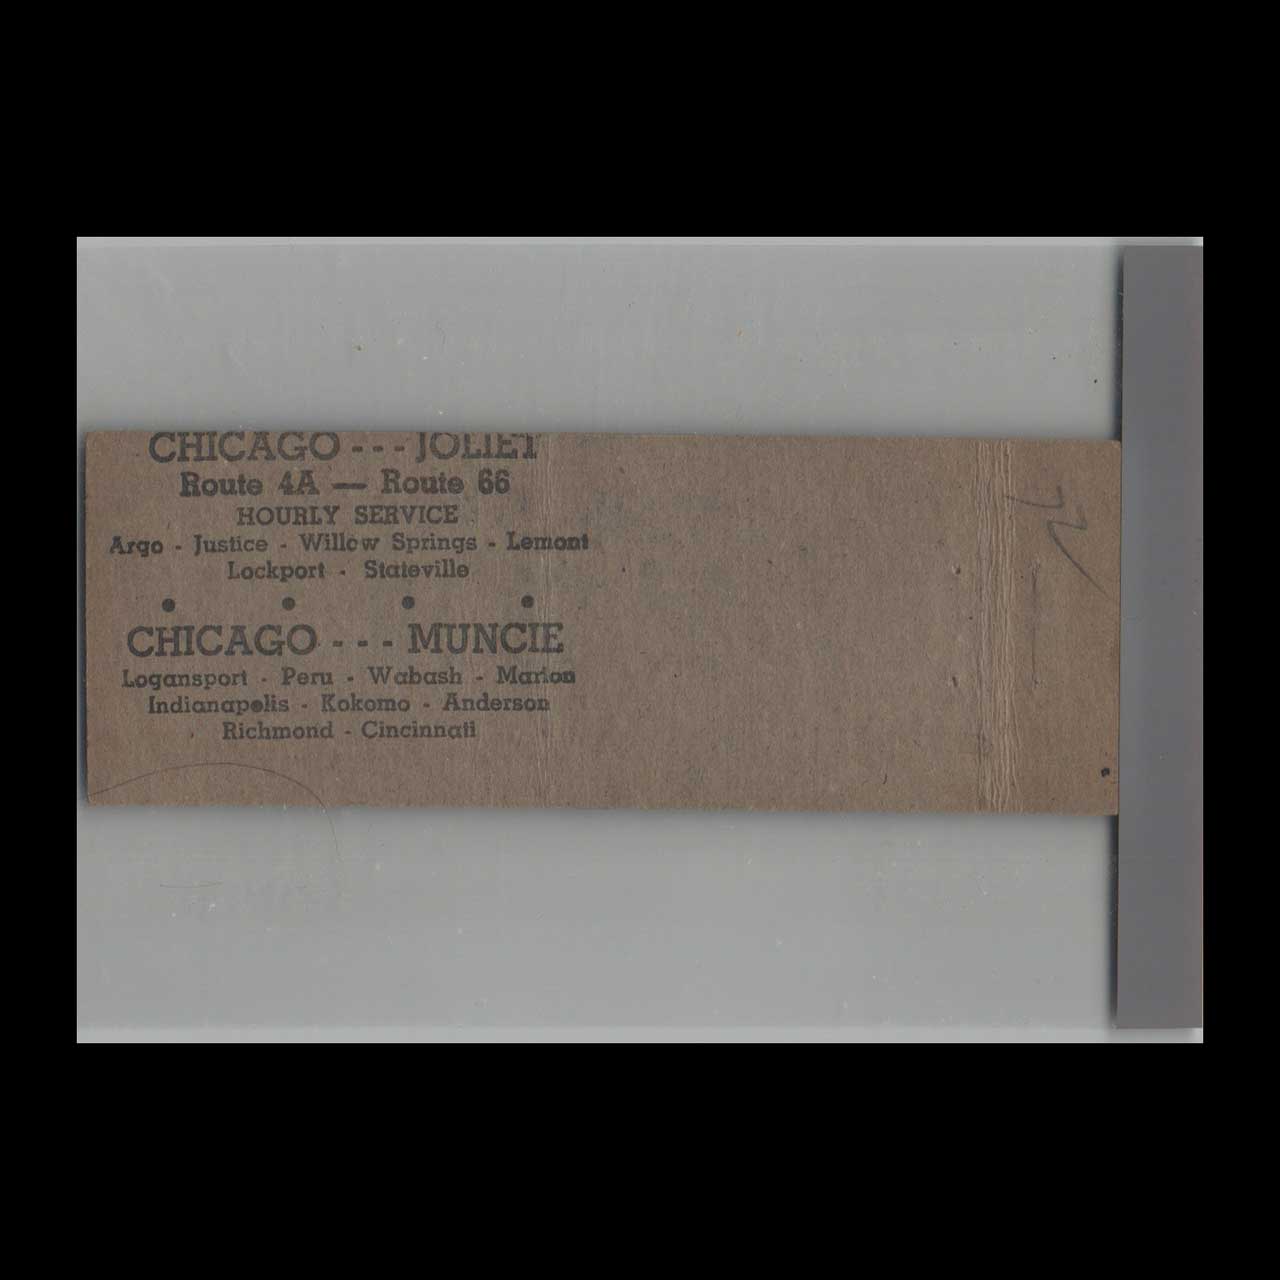 CHICAGO --- JOLIET
Route 4A — Route 66
HOURLY SERVICE
Argo - Justice - Willow Springs - Lemont
Lockport - Stateville
• • • •
CHICAGO --- MUNCIE
Logansport - Peru - Wabash - Marion
Indianapolis - Kokomo - Anderson
Richmond - Cincinnati